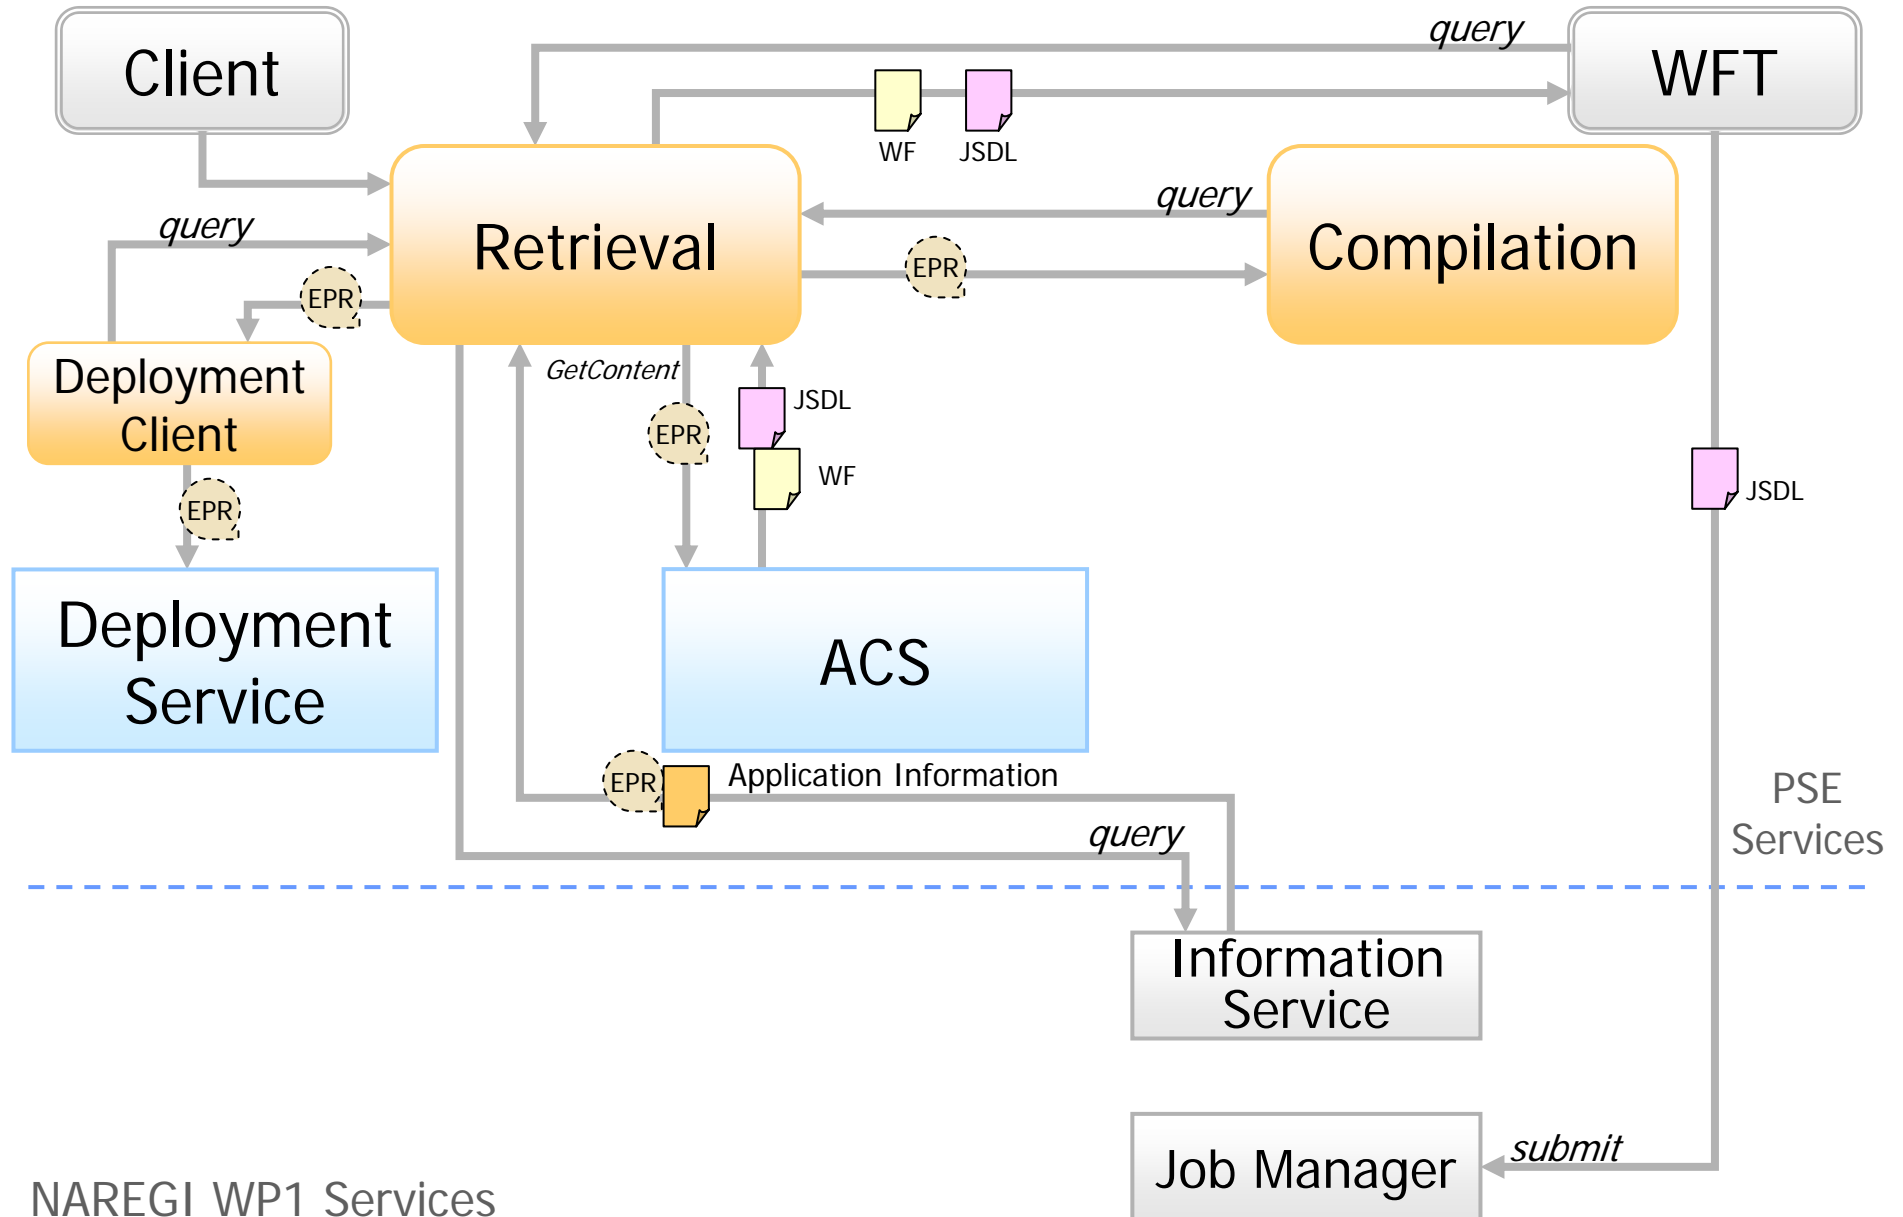 query
Client
WFT
WF
JSDL
query
query
Retrieval
Compilation
EPR
EPR
GetContent
Deployment
Client
JSDL
EPR
WF
EPR
JSDL
Deployment
Service
ACS
EPR
Application Information
PSE
Services
query
Information
Service
submit
Job Manager
NAREGI WP1 Services